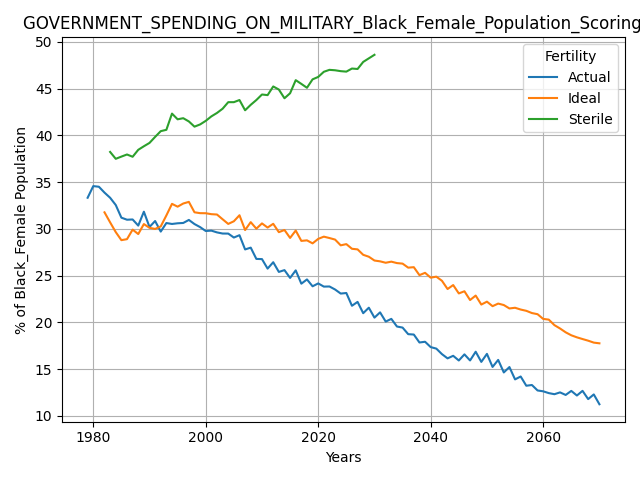 GOVERNMENT_SPENDING_ON_MILITARY_Black_Female_Population_Scoring
50
45
40
35
30
25
20
15
10
% of Black_Female Population
Fertility
Actual
Ideal
Sterile
1980 2000 2020 2040 2060
Years